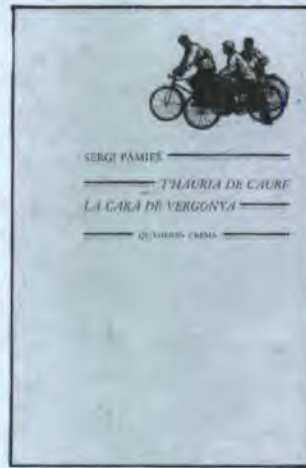 SERGI PÀMIES
T'HAURIA DE CAURE
LA CARA DE VERGONYA
QUADERNS CREMA